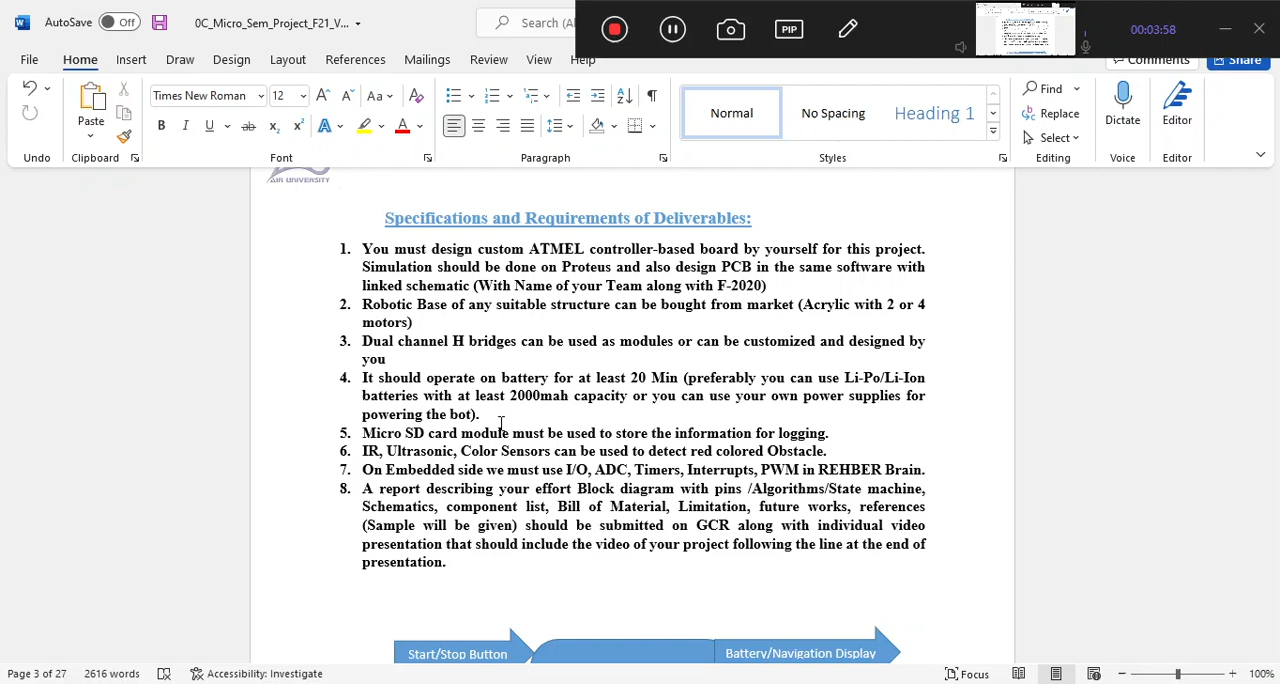 AutoSave Off 0C_Micro_Sem_Project_F21_V... Search (Al PIP 00:03:58
File Home Insert Draw Design Layout References Mailings Review View Help Comments Share
Paste Times New Roman 12 Aa Normal No Spacing Heading 1 Find Replace Select Dictate Editor
Undo Clipboard Font Paragraph Styles Editing Voice Editor
AIR UNIVERSITY
Specifications and Requirements of Deliverables:
1. You must design custom ATMEL controller-based board by yourself for this project.
Simulation should be done on Proteus and also design PCB in the same software with
linked schematic (With Name of your Team along with F-2020)
2. Robotic Base of any suitable structure can be bought from market (Acrylic with 2 or 4
motors)
3. Dual channel H bridges can be used as modules or can be customized and designed by
you
4. It should operate on battery for at least 20 Min (preferably you can use Li-Po/Li-Ion
batteries with at least 2000mah capacity or you can use your own power supplies for
powering the bot).
5. Micro SD card module must be used to store the information for logging.
6. IR, Ultrasonic, Color Sensors can be used to detect red colored Obstacle.
7. On Embedded side we must use I/O, ADC, Timers, Interrupts, PWM in REHBER Brain.
8. A report describing your effort Block diagram with pins /Algorithms/State machine,
Schematics, component list, Bill of Material, Limitation, future works, references
(Sample will be given) should be submitted on GCR along with individual video
presentation that should include the video of your project following the line at the end of
presentation.
Start/Stop Button Battery/Navigation Display
Page 3 of 27 2616 words Accessibility: Investigate Focus 100%